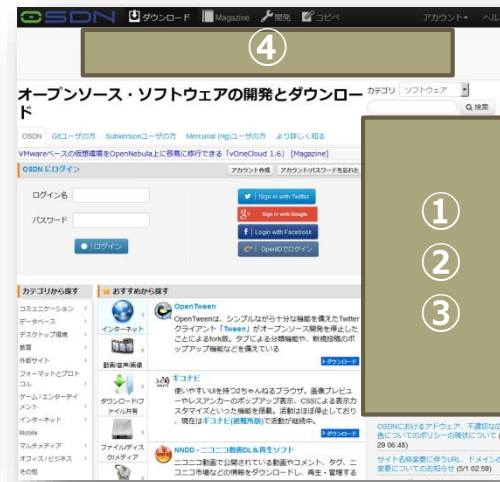 OSDN ダウンロード Magazine 開発 コピペ アカウント ヘル
④
オープンソース・ソフトウェアの開発とダウンロー
ド
カテゴリ ソフトウェア
検索
OSDN Gitユーザの方 Subversionユーザの方 Mercurial (Hg)ユーザの方 より詳しく知る
VMwareベースの仮想環境をOpenNebula上に容易に移行できる「vOneCloud 1.6」 [Magazine]
OSDN にログイン アカウント作成 アカウント/パスワードを忘れた
ログイン名
パスワード
ログイン
Sign in with Twitter
Sign in with Google
Login with Facebook
OpenIDでログイン
①
②
③
カテゴリから探す
コミュニケーション
データベース
デスクトップ環境
教育
外部サイト
フォーマットとプロト
コル
ゲーム/エンターテイ
メント
インターネット
Mobile
マルチメディア
オフィス/ビジネス
その他
おすすめから探す
インターネット
動画/音声/画像
ダウンロード/フ
ァイル共有
ファイル/ディス
ク/メディア
OpenTween
OpenTweenは、シンプルながら十分な機能を備えたTwitter
クライアント「Tween」がオープンソース開発を停止した
ことによるfork版。タブによる分類機能や、新規投稿のポ
ップアップ機能などを備えている
ダウンロード
ギコナビ
使いやすいUIを持つ2ちゃんねるブラウザ。画像プレビュ
ーやレスアンカーのポップアップ表示、CSSによる表示カ
スタマイズといった機能を搭載。活動はほぼ停止しており
、現在はギコナビ(避難所版)で活動が継続中。
ダウンロード
NNDD - ニコニコ動画DL&再生ソフト
ニコニコ動画で公開されている動画やコメント、タグ、ニ
コニコ市場などの情報をダウンロードし、再生・管理する
OSDNにおけるアドウェア、不適切な広
告についてのポリシーの現状について (
29 06:48)
サイト名称変更に伴うURL、ドメインの
変更についてのお知らせ (5/1 02:59)